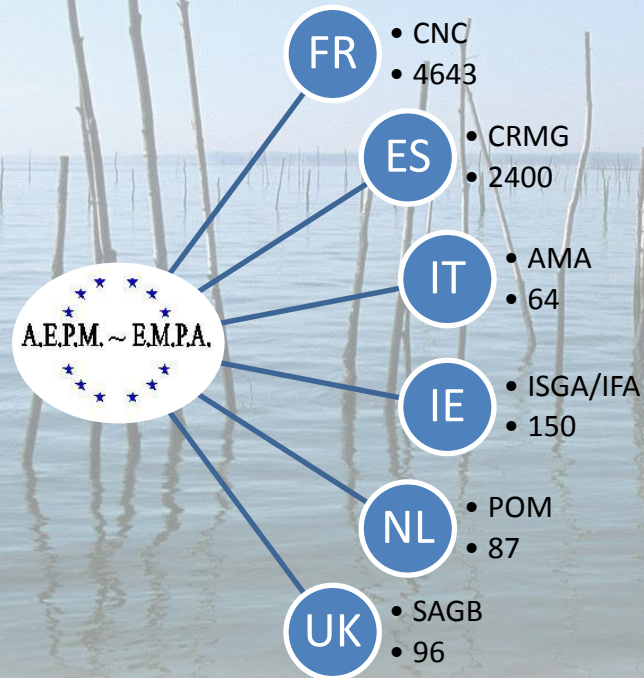 FR
• CNC
• 4643
ES
• CRMG
• 2400
IT
• AMA
• 64
A.E.P.M. ~ E.M.P.A.
IE
• ISGA/IFA
• 150
NL
• POM
• 87
UK
• SAGB
• 96